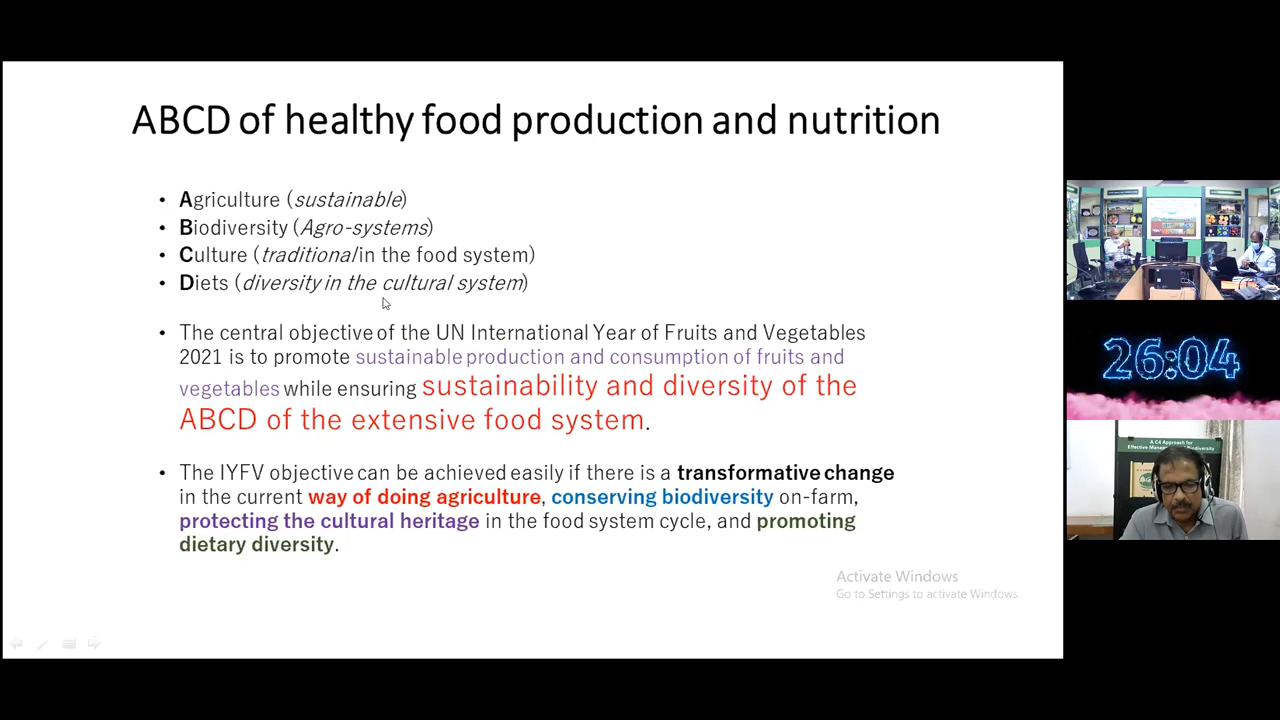 ABCD of healthy food production and nutrition
• Agriculture (sustainable)
• Biodiversity (Agro-systems)
• Culture (traditional in the food system)
• Diets (diversity in the cultural system)
• The central objective of the UN International Year of Fruits and Vegetables
2021 is to promote sustainable production and consumption of fruits and
vegetables while ensuring sustainability and diversity of the
ABCD of the extensive food system.
• The IYFV objective can be achieved easily if there is a transformative change
in the current way of doing agriculture, conserving biodiversity on-farm,
protecting the cultural heritage in the food system cycle, and promoting
dietary diversity.
Activate Windows
Go to Settings to activate Windows.
26:04
A C4 Approach for
Effective